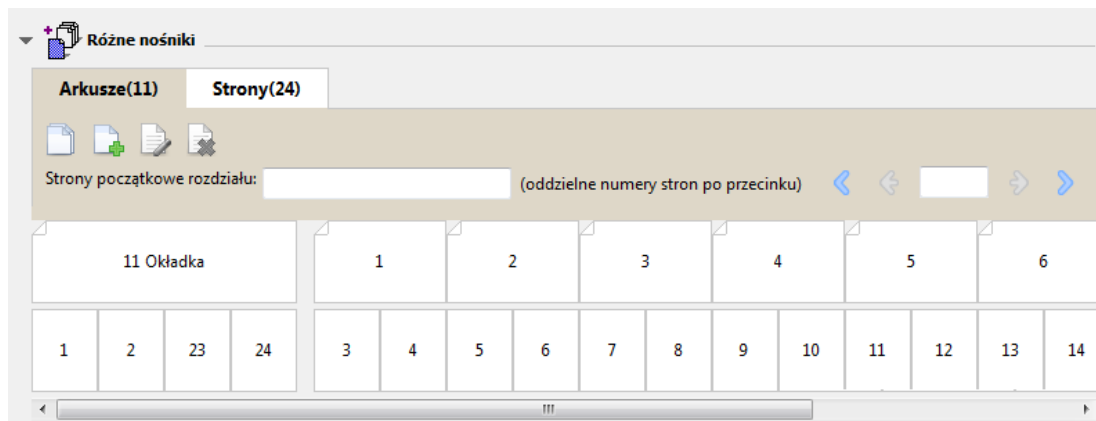 Różne nośniki
Arkusze(11) Strony(24)
Strony początkowe rozdziału: (oddzielne numery stron po przecinku)
11 Okładka 1 2 3 4 5 6
1 2 23 24 3 4 5 6 7 8 9 10 11 12 13 14